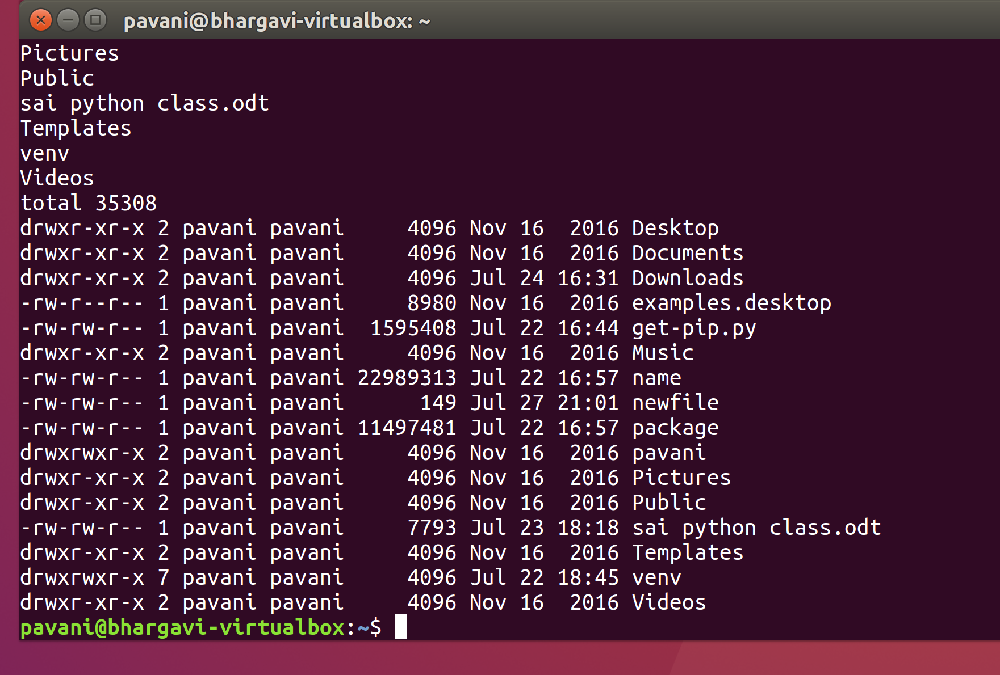 pavani@bhargavi-virtualbox: ~
Pictures
Public
sai python class.odt
Templates
venv
Videos
total 35308
drwxr-xr-x 2 pavani pavani     4096 Nov 16  2016 Desktop
drwxr-xr-x 2 pavani pavani     4096 Nov 16  2016 Documents
drwxr-xr-x 2 pavani pavani     4096 Jul 24 16:31 Downloads
-rw-r--r-- 1 pavani pavani     8980 Nov 16  2016 examples.desktop
-rw-rw-r-- 1 pavani pavani  1595408 Jul 22 16:44 get-pip.py
drwxr-xr-x 2 pavani pavani     4096 Nov 16  2016 Music
-rw-rw-r-- 1 pavani pavani 22989313 Jul 22 16:57 name
-rw-rw-r-- 1 pavani pavani      149 Jul 27 21:01 newfile
-rw-rw-r-- 1 pavani pavani 11497481 Jul 22 16:57 package
drwxrwxr-x 2 pavani pavani     4096 Nov 16  2016 pavani
drwxr-xr-x 2 pavani pavani     4096 Nov 16  2016 Pictures
drwxr-xr-x 2 pavani pavani     4096 Nov 16  2016 Public
-rw-rw-r-- 1 pavani pavani     7793 Jul 23 18:18 sai python class.odt
drwxr-xr-x 2 pavani pavani     4096 Nov 16  2016 Templates
drwxrwxr-x 7 pavani pavani     4096 Jul 22 18:45 venv
drwxr-xr-x 2 pavani pavani     4096 Nov 16  2016 Videos
pavani@bhargavi-virtualbox:~$